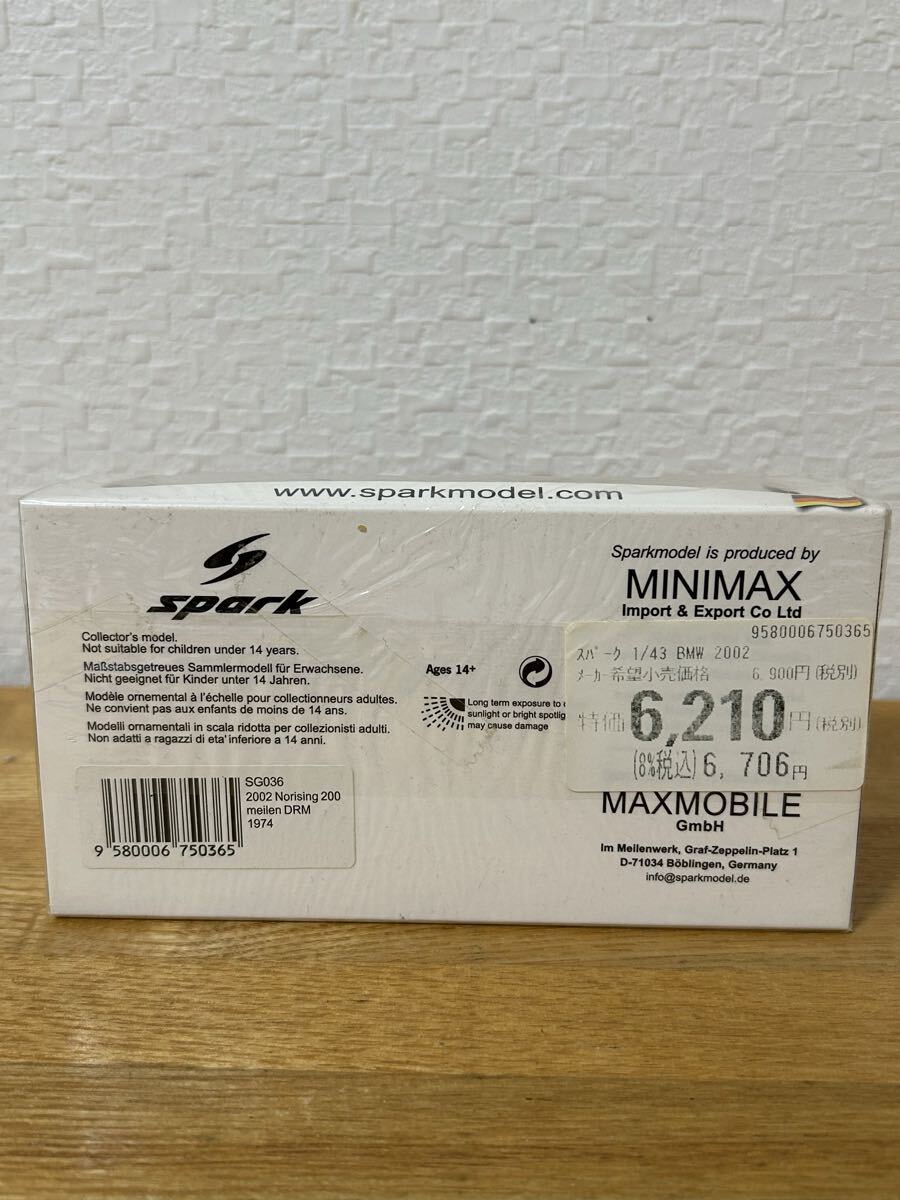 www.sparkmodel.com
spark
Collector's model.
Not suitable for children under 14 years.
Maßstabsgetreues Sammlermodell für Erwachsene.
Nicht geeignet für Kinder unter 14 Jahren.
Modèle ornemental à l'échelle pour collectionneurs adultes.
Ne convient pas aux enfants de moins de 14 ans.
Modelli ornamentali in scala ridotta per collezionisti adulti.
Non adatti a ragazzi di eta' inferiore a 14 anni.
SG036
2002 Norising 200
meilen DRM
1974
9 580006 750365
Ages 14+
Long term exposure to
sunlight or bright
may cause damage
Sparkmodel is produced by
MINIMAX
Import & Export Co Ltd
9580006750365
スパーク 1/43 BMW 2002
メーカー希望小売価格 6,900円(税別)
特価 6,210円(税別)
(8%税込) 6,706円
MAXMOBILE
GmbH
Im Meilenwerk, Graf-Zeppelin-Platz 1
D-71034 Böblingen, Germany
info@sparkmodel.de